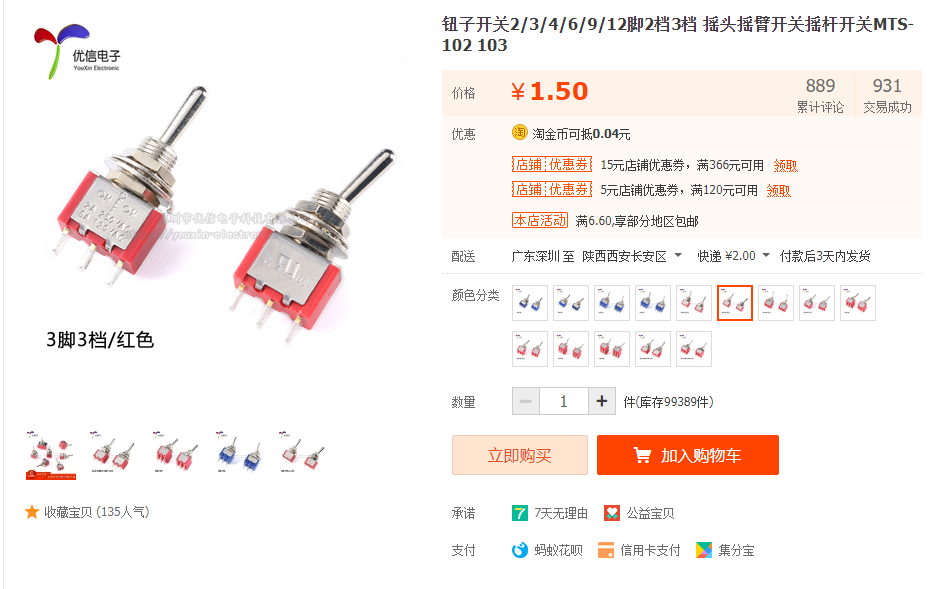 优信电子
YouXin Electronic
3脚3档/红色
收藏宝贝 (135人气)
钮子开关2/3/4/6/9/12脚2档3档 摇头摇臂开关摇杆开关MTS-
102 103
价格
¥1.50
889
累计评论
931
交易成功
优惠
淘 淘金币可抵0.04元
店铺 优惠券 15元店铺优惠券，满366元可用 领取
店铺 优惠券 5元店铺优惠券，满120元可用 领取
本店活动 满6.60,享部分地区包邮
配送
广东深圳 至 陕西西安长安区 快递 ¥2.00 付款后3天内发货
颜色分类
数量
1
件(库存99389件)
立即购买
加入购物车
承诺
7 7天无理由 公益宝贝
支付
蚂蚁花呗 信用卡支付 集分宝